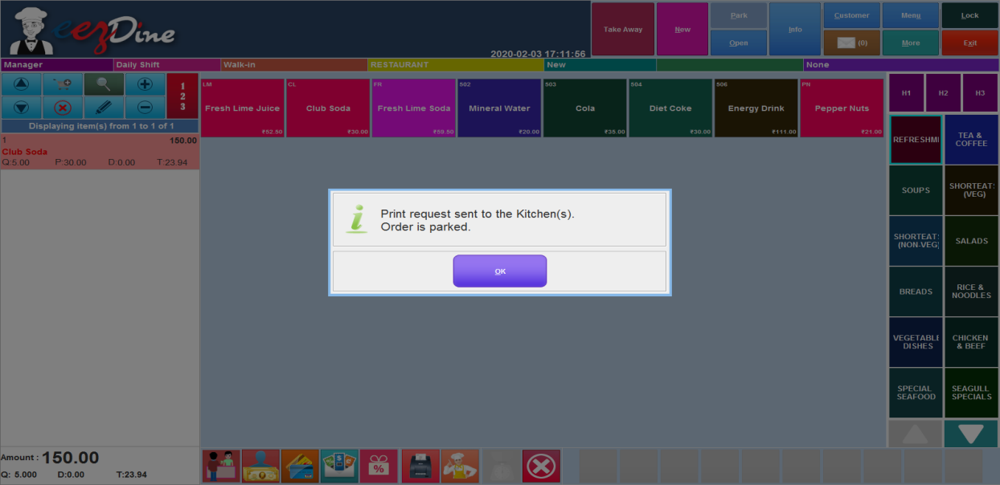 eezDine
2020-02-03 17:11:56
Take Away
New
Park
Open
Info
Customer
(0)
Menu
More
Lock
Exit
Manager
Daily Shift
Walk-in
RESTAURANT
New
None
1
2
3
Displaying item(s) from 1 to 1 of 1
1 150.00
Club Soda
Q:5.00 P:30.00 D:0.00 T:23.94
LM
Fresh Lime Juice
₹52.50
CL
Club Soda
₹30.00
FR
Fresh Lime Soda
₹59.50
502
Mineral Water
₹20.00
503
Cola
₹35.00
504
Diet Coke
₹30.00
506
Energy Drink
₹111.00
PN
Pepper Nuts
₹21.00
H1
H2
H3
REFRESHMI
TEA &
COFFEE
SOUPS
SHORTEAT:
(VEG)
SHORTEAT:
(NON-VEG)
SALADS
BREADS
RICE &
NOODLES
VEGETABLE
DISHES
CHICKEN
& BEEF
SPECIAL
SEAFOOD
SEAGULL
SPECIALS
Print request sent to the Kitchen(s).
Order is parked.
OK
Amount : 150.00
Q: 5.000 D:0.00 T:23.94
%